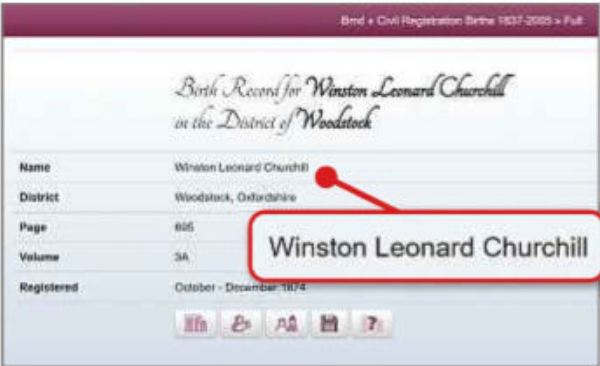 Bmd » Civil Registration Births 1837-2005 » Full
Birth Record for Winston Leonard Churchill
in the District of Woodstock
Name Winston Leonard Churchill
District Woodstock, Oxfordshire
Page 695
Volume 3A
Registered October - December 1874
Winston Leonard Churchill
?